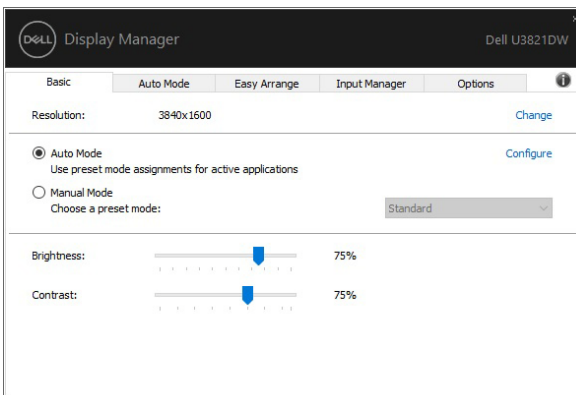 DELL Display Manager Dell U3821DW
Basic Auto Mode Easy Arrange Input Manager Options i
Resolution: 3840x1600 Change
Auto Mode Configure
Use preset mode assignments for active applications
Manual Mode
Choose a preset mode: Standard
Brightness: 75%
Contrast: 75%